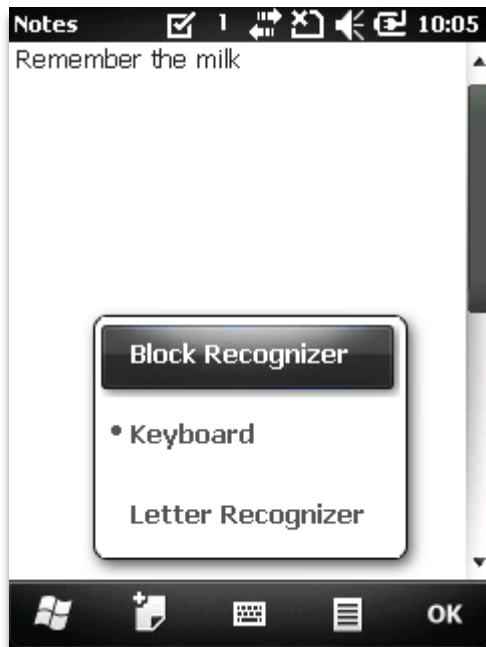 Notes 1 10:05
Remember the milk
Block Recognizer
• Keyboard
Letter Recognizer
OK